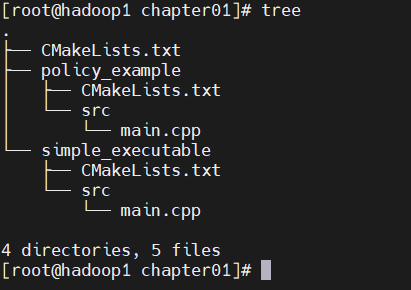 [root@hadoop1 chapter01]# tree
.
├── CMakeLists.txt
├── policy_example
│   ├── CMakeLists.txt
│   └── src
│       └── main.cpp
└── simple_executable
    ├── CMakeLists.txt
    └── src
        └── main.cpp

4 directories, 5 files
[root@hadoop1 chapter01]#